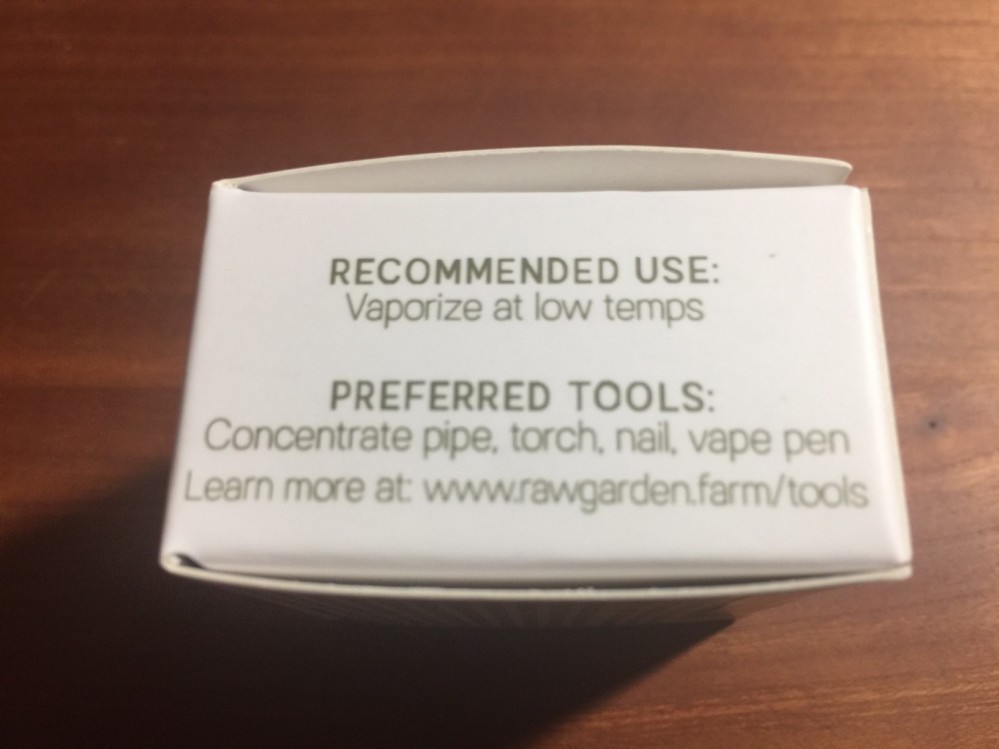 RECOMMENDED USE:
Vaporize at low temps
PREFERRED TOOLS:
Concentrate pipe, torch, nail, vape pen
Learn more at: www.rawgarden.farm/tools